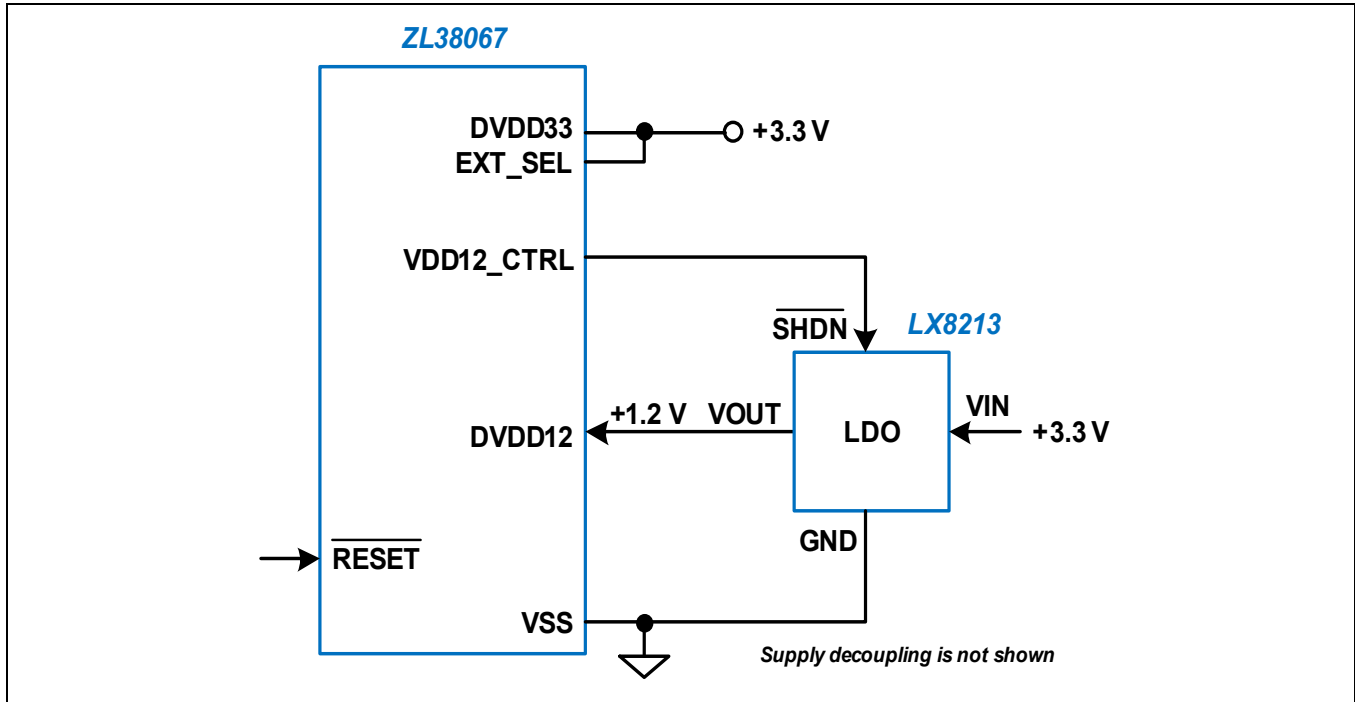 ZL38067
DVDD33
+3.3 V
EXT_SEL
VDD12_CTRL
SHDN
LX8213
+1.2 V VOUT
VIN
DVDD12
LDO
+3.3 V
GND
RESET
VSS
Supply decoupling is not shown